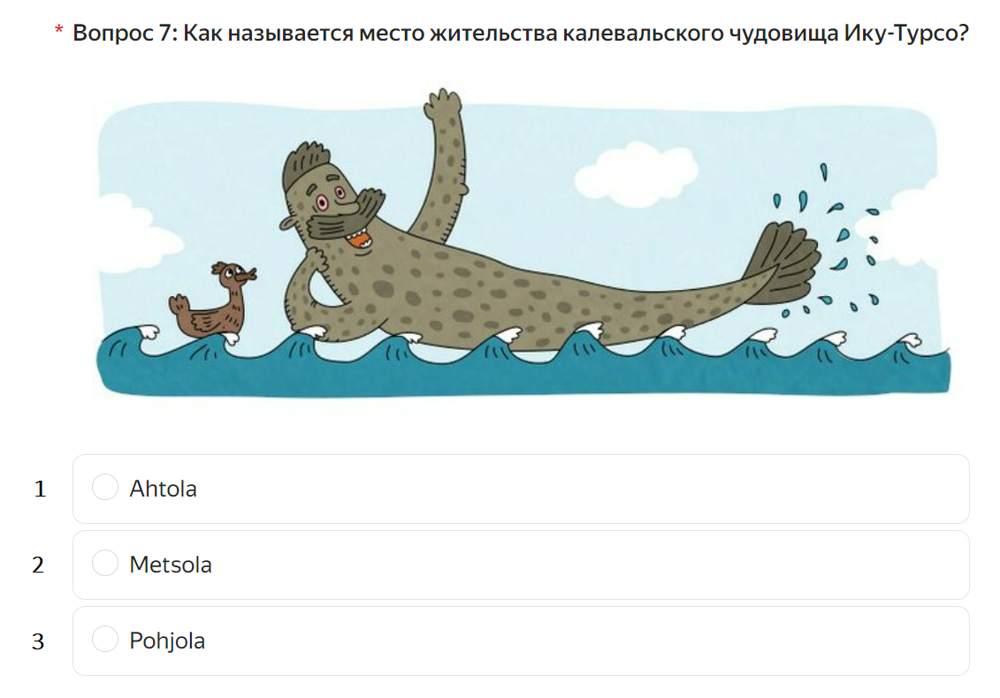 * Вопрос 7: Как называется место жительства калевальского чудовища Ику-Турсо?
1 Ahtola
2 Metsola
3 Pohjola